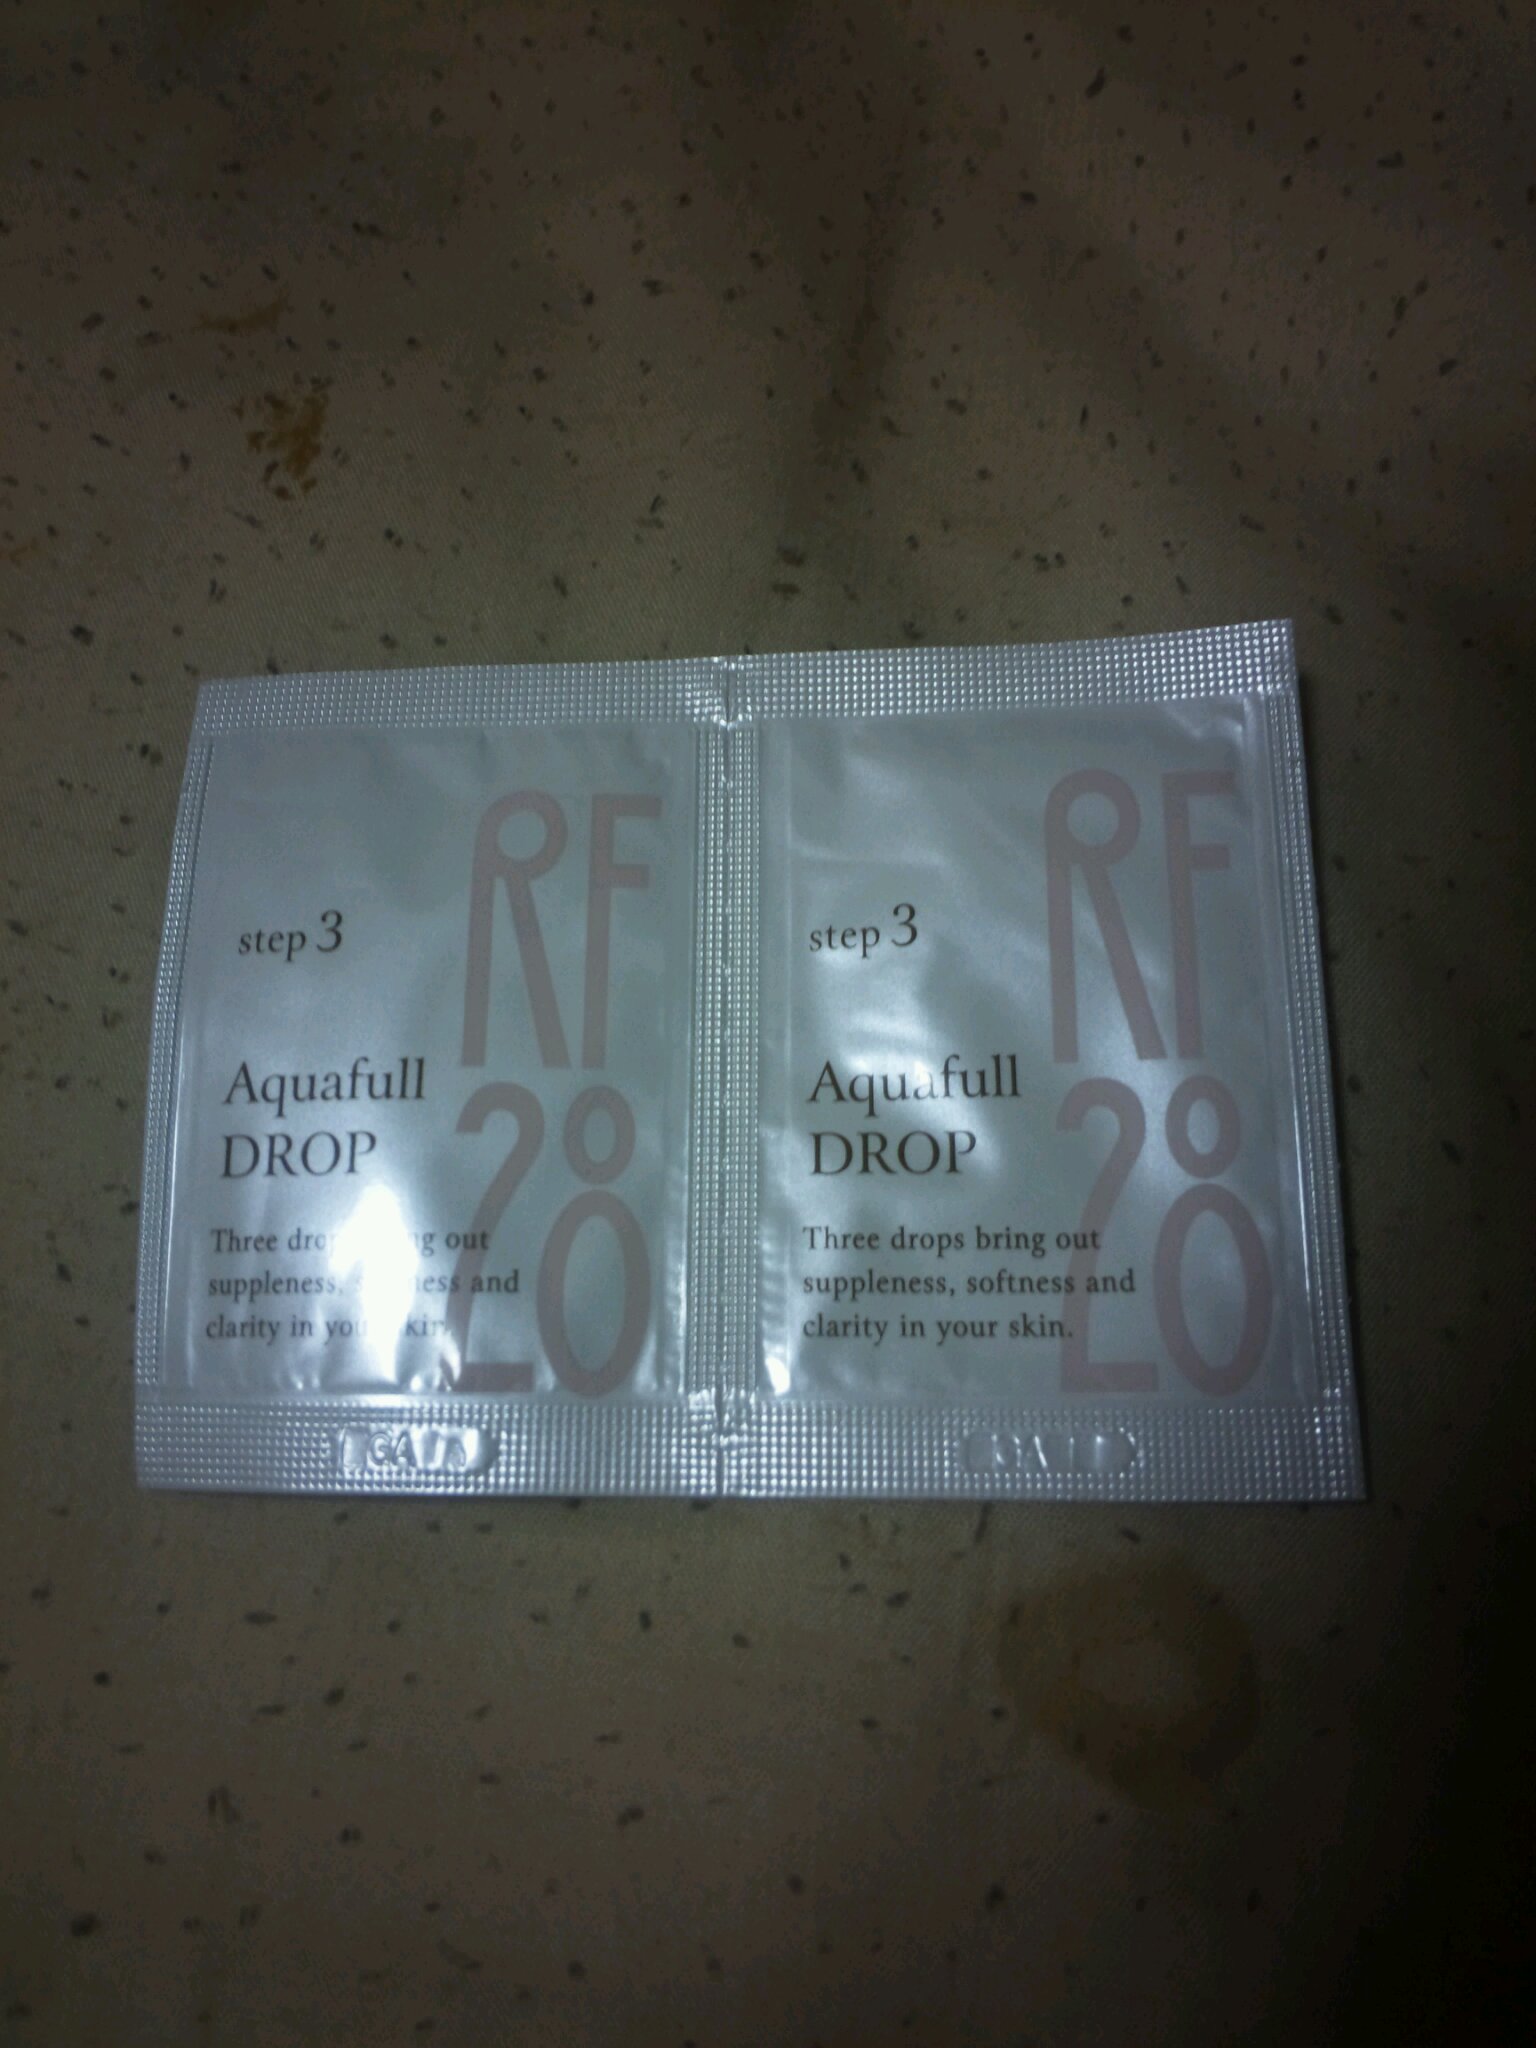 RF
28
step 3
Aquafull
DROP
Three out
suppleness, and
clarity in
RF
28
step 3
Aquafull
DROP
Three drops bring out
suppleness, softness and
clarity in your skin.